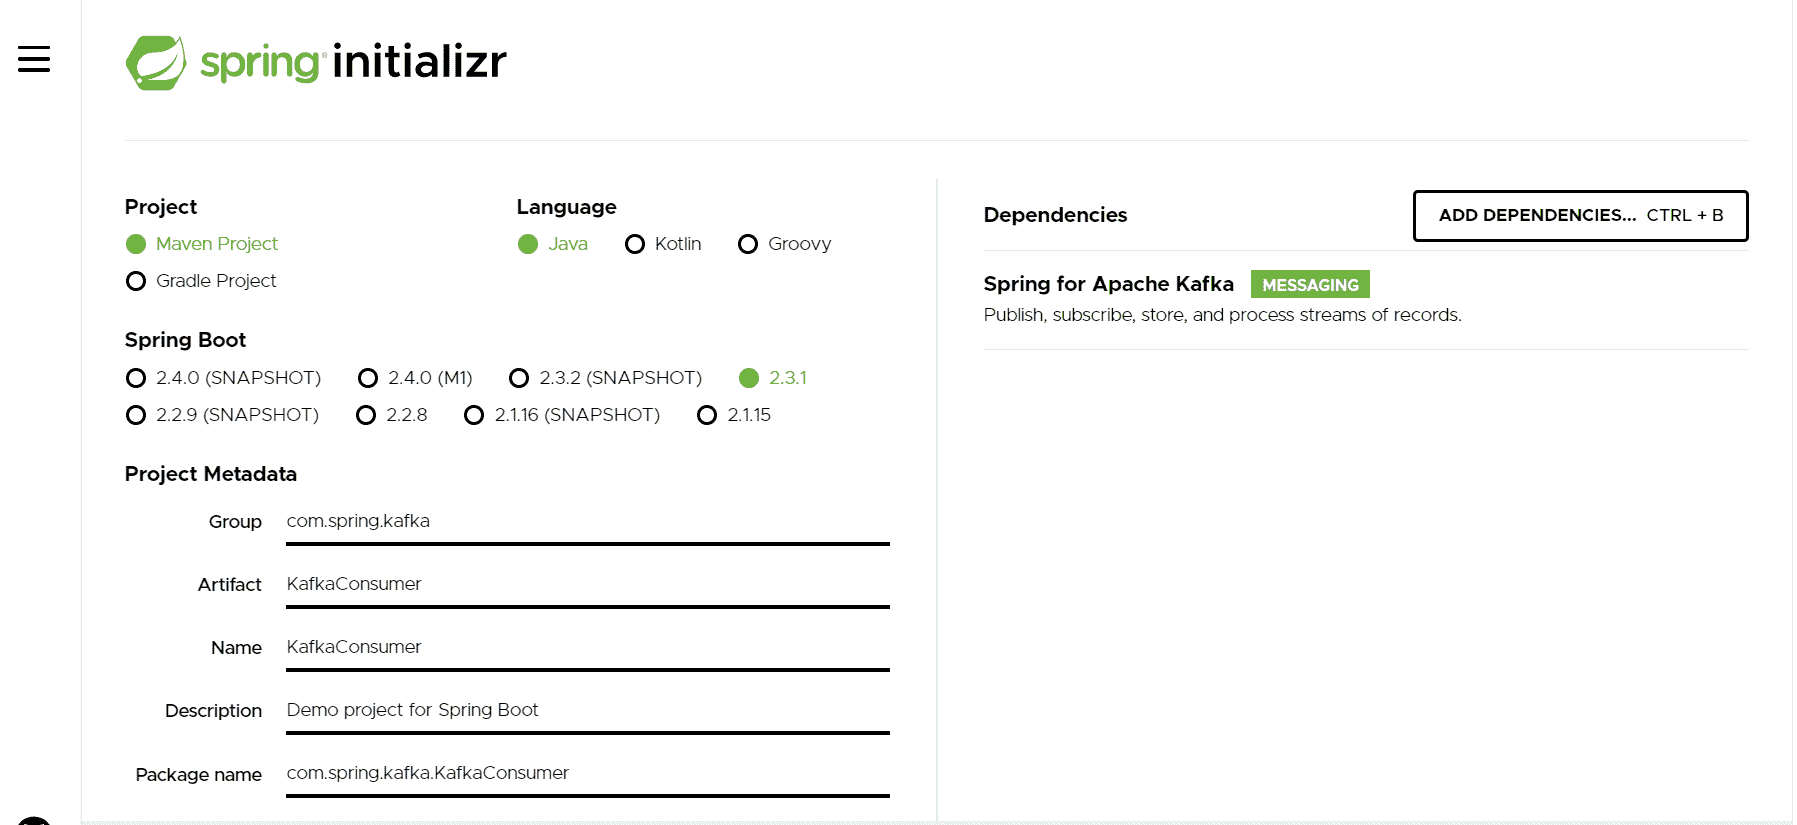 spring initializr
Project
Maven Project
Gradle Project
Language
Java Kotlin Groovy
Spring Boot
2.4.0 (SNAPSHOT) 2.4.0 (M1) 2.3.2 (SNAPSHOT) 2.3.1
2.2.9 (SNAPSHOT) 2.2.8 2.1.16 (SNAPSHOT) 2.1.15
Project Metadata
Group com.spring.kafka
Artifact KafkaConsumer
Name KafkaConsumer
Description Demo project for Spring Boot
Package name com.spring.kafka.KafkaConsumer
Dependencies ADD DEPENDENCIES... CTRL + B
Spring for Apache Kafka MESSAGING
Publish, subscribe, store, and process streams of records.